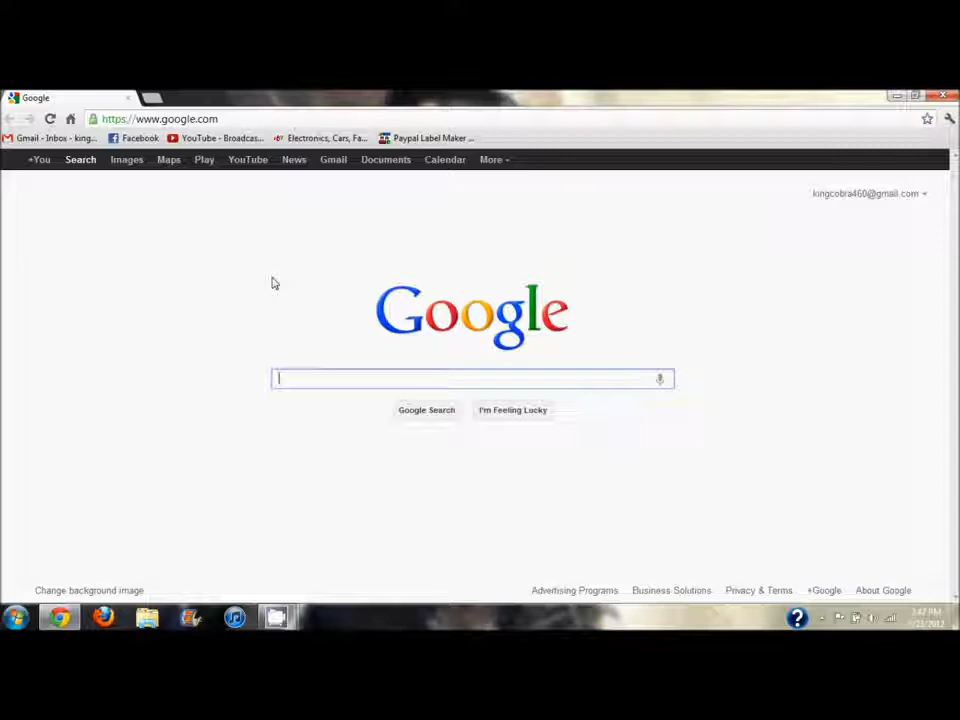 Google
https://www.google.com
Gmail - Inbox - king... Facebook YouTube - Broadcas... Electronics, Cars, Fa... Paypal Label Maker ...
+You Search Images Maps Play YouTube News Gmail Documents Calendar More
kingcobra460@gmail.com
Google
Google Search I'm Feeling Lucky
Change background image Advertising Programs Business Solutions Privacy & Terms +Google About Google